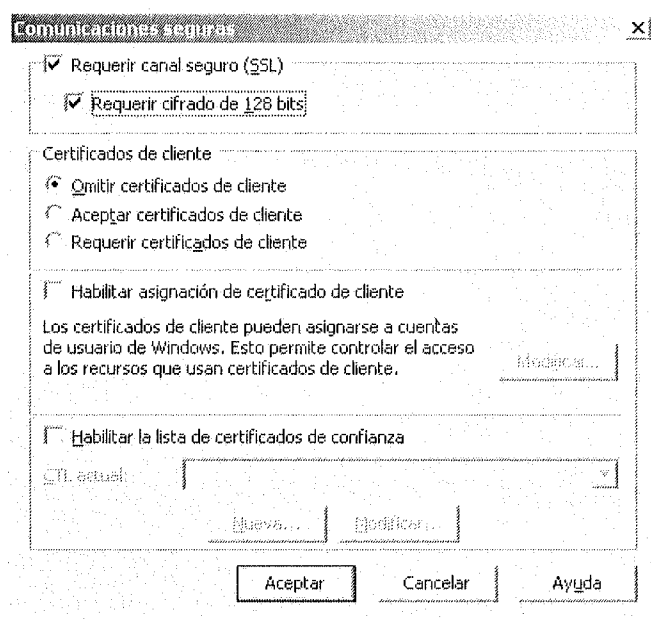 Comunicaciones seguras
Requerir canal seguro (SSL)
Requerir cifrado de 128 bits
Certificados de cliente
Omitir certificados de cliente
Aceptar certificados de cliente
Requerir certificados de cliente
Habilitar asignación de certificado de cliente
Los certificados de cliente pueden asignarse a cuentas
de usuario de Windows. Esto permite controlar el acceso
a los recursos que usan certificados de cliente.
Modificar...
Habilitar la lista de certificados de confianza
CTL actual:
Nueva... Modificar...
Aceptar Cancelar Ayuda